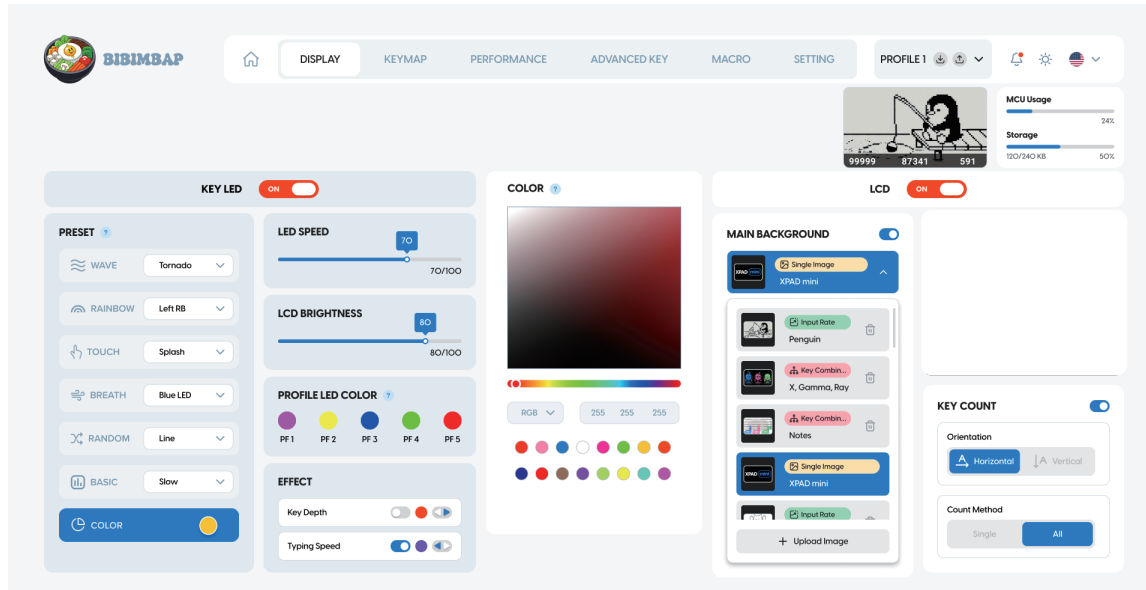 BIBIMBAP
DISPLAY
KEYMAP
PERFORMANCE
ADVANCED KEY
MACRO
SETTING
PROFILE 1
99999 87341 591
MCU Usage
24%
Storage
120/240 KB 50%
KEY LED ON
PRESET ?
WAVE Tornado
RAINBOW Left RB
TOUCH Splash
BREATH Blue LED
RANDOM Line
BASIC Slow
COLOR
LED SPEED
70
70/100
LCD BRIGHTNESS
80
80/100
PROFILE LED COLOR ?
PF 1 PF 2 PF 3 PF 4 PF 5
EFFECT
Key Depth
Typing Speed
COLOR ?
RGB 255 255 255
LCD ON
MAIN BACKGROUND
XPAD mini
Single Image
XPAD mini
Input Rate
Penguin
Key Combin...
X, Gamma, Ray
Key Combin...
Notes
XPAD mini
Single Image
XPAD mini
Input Rate
+ Upload Image
KEY COUNT
Orientation
A Horizontal A Vertical
Count Method
Single All